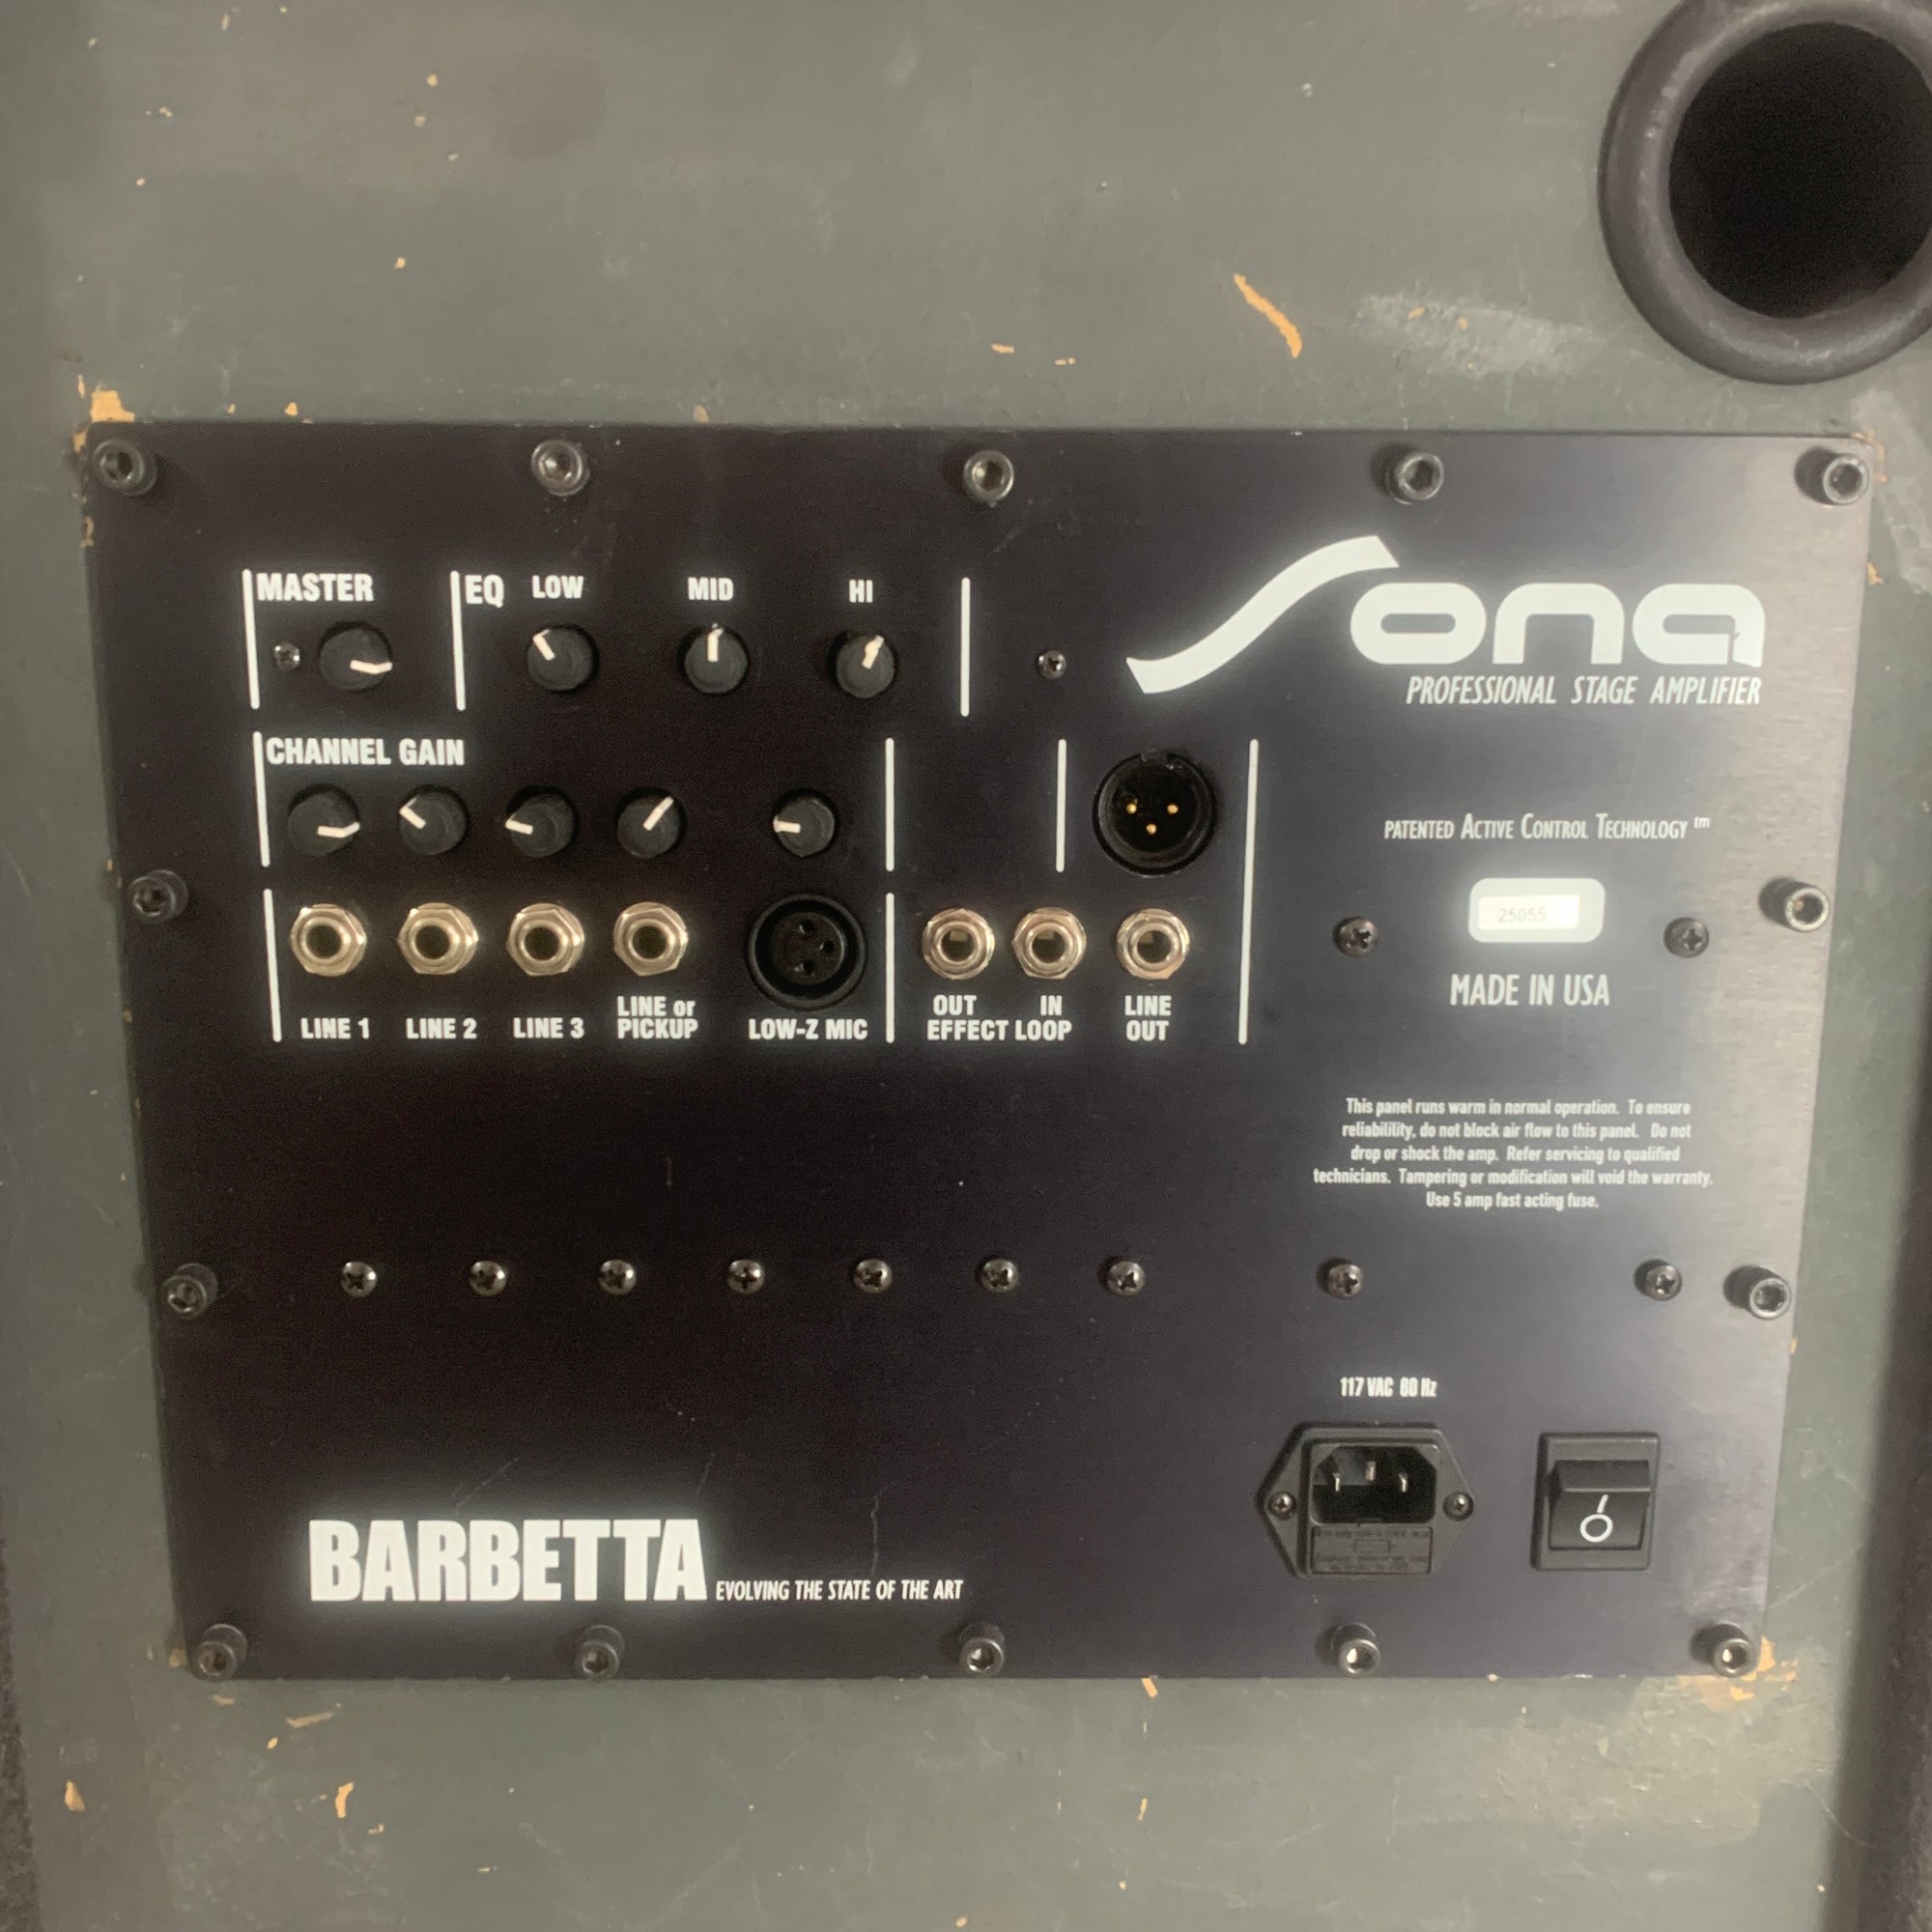 MASTER
EQ LOW MID HI
Sona
PROFESSIONAL STAGE AMPLIFIER
CHANNEL GAIN
PATENTED ACTIVE CONTROL TECHNOLOGY tm
25055
MADE IN USA
LINE 1
LINE 2
LINE 3
LINE or
PICKUP
LOW-Z MIC
OUT IN
EFFECT LOOP
LINE
OUT
This panel runs warm in normal operation. To ensure
reliabilility, do not block air flow to this panel. Do not
drop or shock the amp. Refer servicing to qualified
technicians. Tampering or modification will void the warranty.
Use 5 amp fast acting fuse.
117 VAC 60 Hz
BARBETTA EVOLVING THE STATE OF THE ART